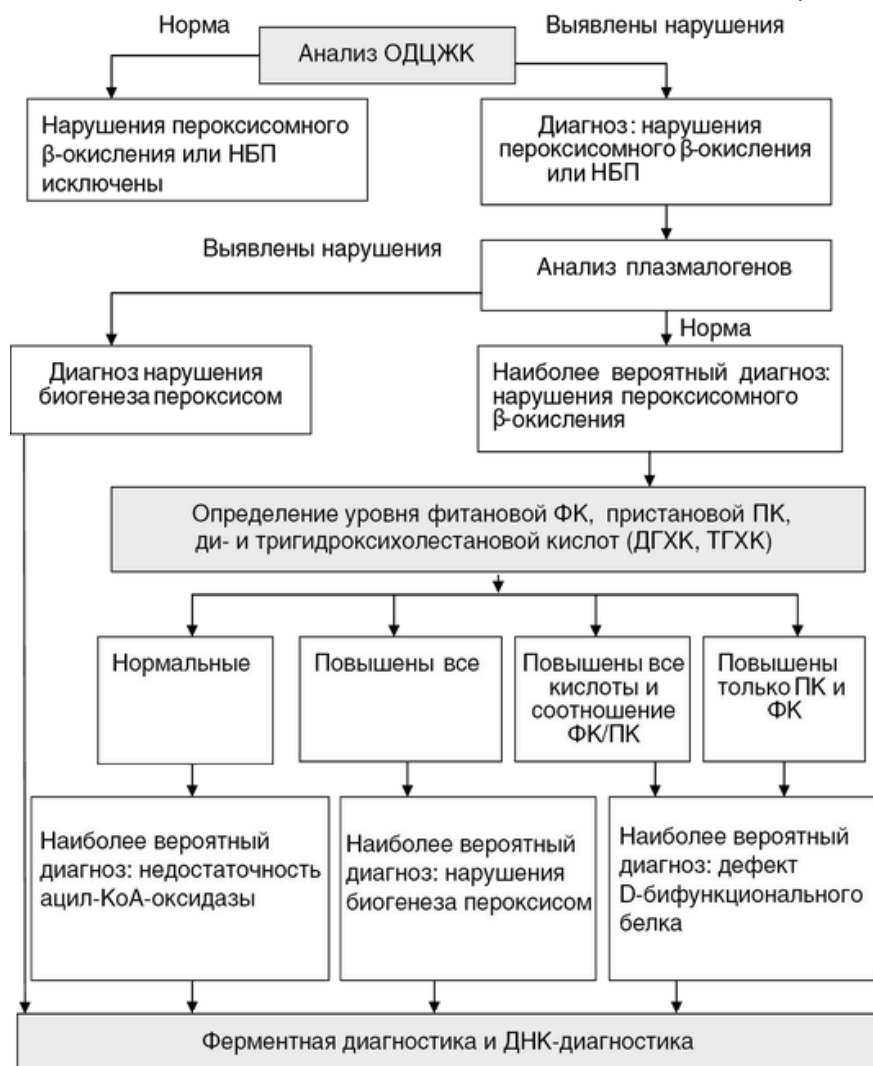 Норма
Выявлены нарушения
Анализ ОДЦЖК
Нарушения пероксисомного
β-окисления или НБП
исключены
Диагноз: нарушения
пероксисомного β-окисления
или НБП
Выявлены нарушения
Анализ плазмалогенов
Норма
Диагноз нарушения
биогенеза пероксисом
Наиболее вероятный диагноз:
нарушения пероксисомного
β-окисления
Определение уровня фитановой ФК, пристановой ПК,
ди- и тригидроксихолестановой кислот (ДГХК, ТГХК)
Нормальные
Повышены все
Повышены все
кислоты и
соотношение
ФК/ПК
Повышены
только ПК и
ФК
Наиболее вероятный
диагноз: недостаточность
ацил-КоА-оксидазы
Наиболее вероятный
диагноз: нарушения
биогенеза пероксисом
Наиболее вероятный
диагноз: дефект
D-бифункционального
белка
Ферментная диагностика и ДНК-диагностика